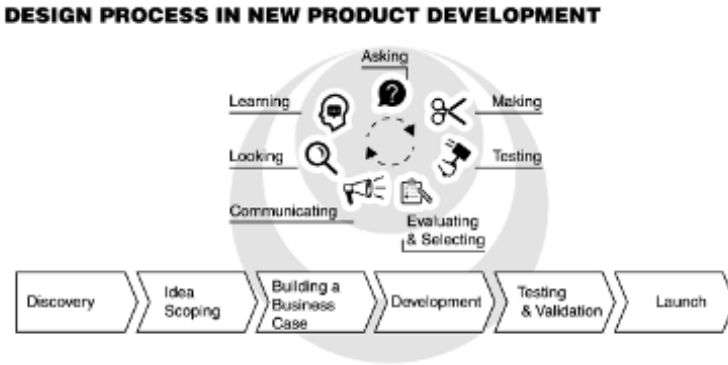 DESIGN PROCESS IN NEW PRODUCT DEVELOPMENT
Asking
Learning
Making
Looking
Testing
Communicating
Evaluating
& Selecting
Discovery
Idea
Scoping
Building a
Business
Case
Development
Testing
& Validation
Launch